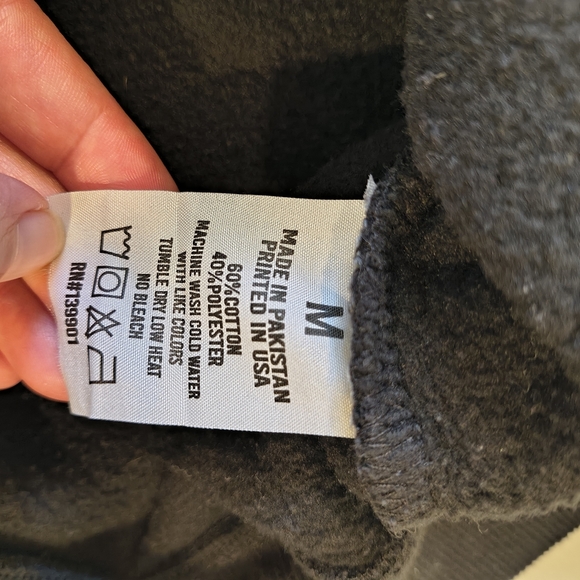 M
MADE IN PAKISTAN
PRINTED IN USA
60%COTTON
40%POLYESTER
MACHINE WASH COLD WATER
WITH LIKE COLORS
TUMBLE DRY LOW HEAT
NO BLEACH
RN#139901